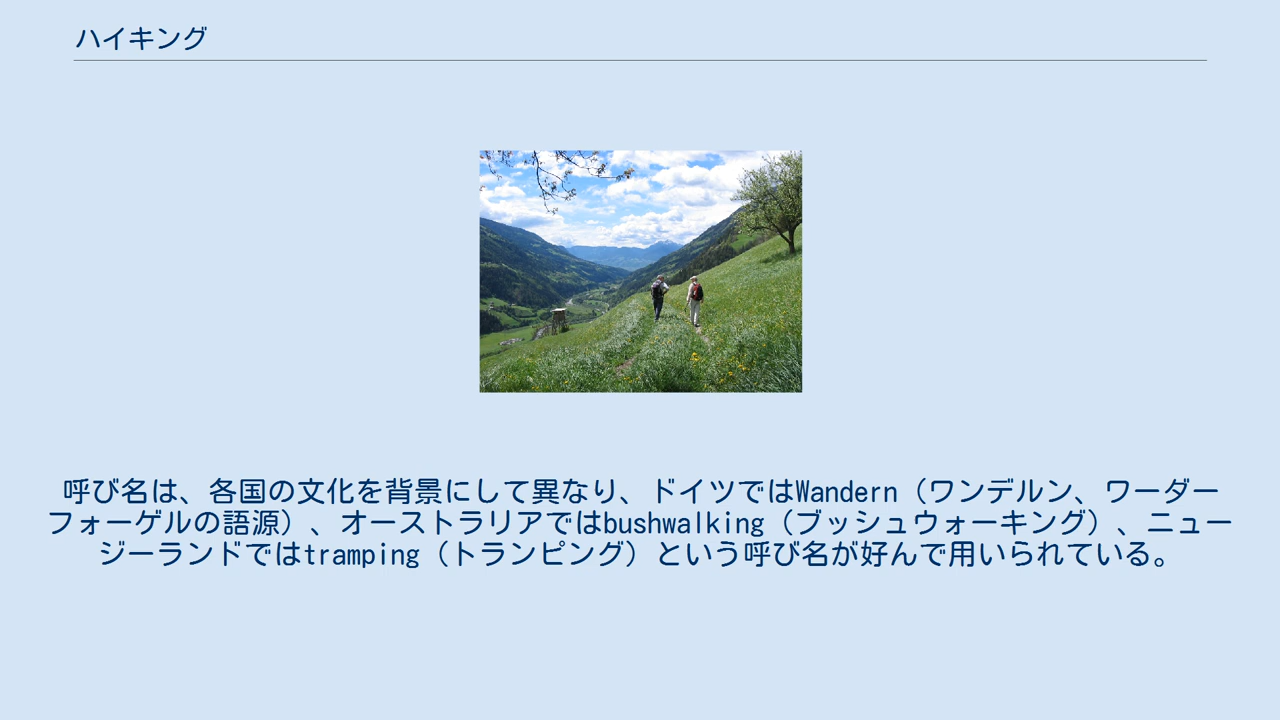 ハイキング
呼び名は、各国の文化を背景にして異なり、ドイツではWandern（ワンデルン、ワーダー
フォーゲルの語源）、オーストラリアではbushwalking（ブッシュウォーキング）、ニュー
ジーランドではtramping（トランピング）という呼び名が好んで用いられている。